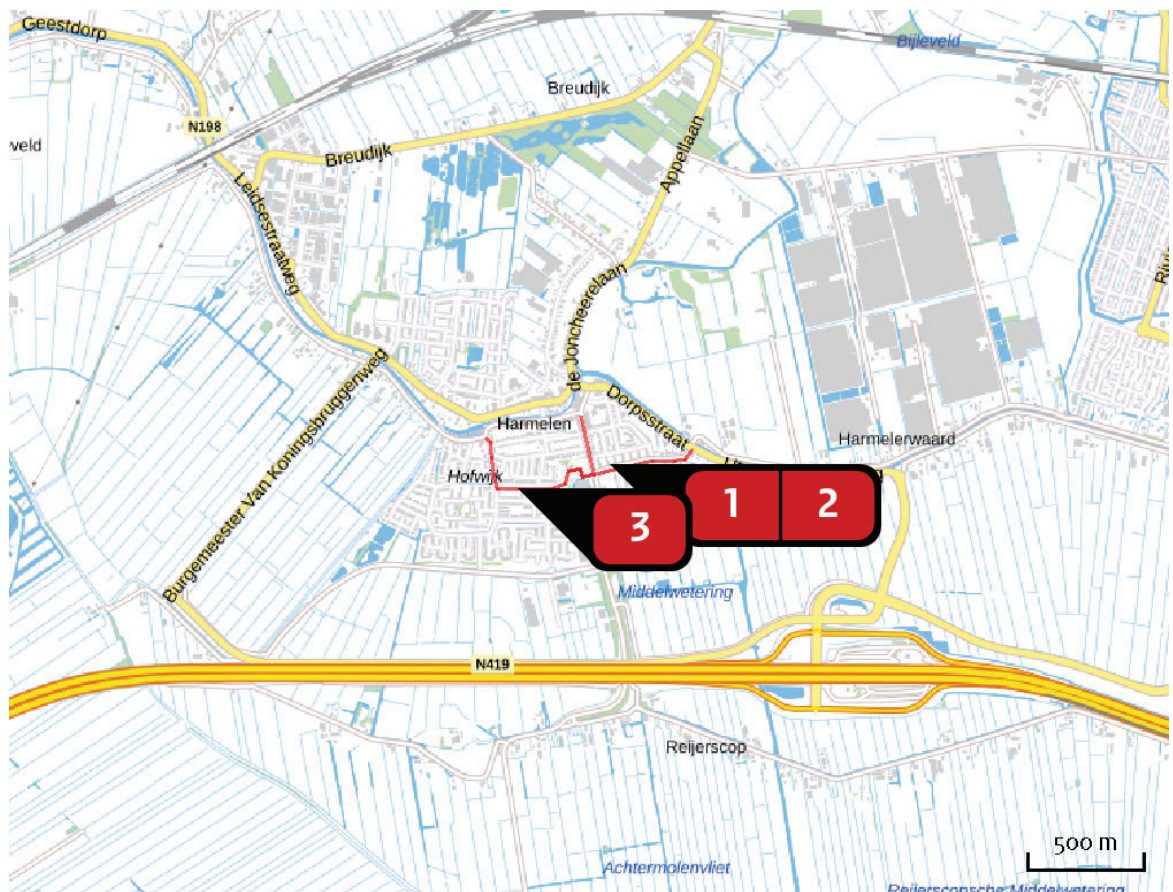 Geestdorp
Bijleveld
Breudijk
N198
veld
Breudijk
Appellaan
Leidsestraatweg
de Joncheerelaan
Burgemeester Van Koningsbruggenweg
Dorpsstraat
Harmelen
Harmelerwaard
Hofwijk
1
2
3
Middelwetering
N419
Reijerscop
500 m
Achtermolenvliet
Reijerscopsche Middelwetering